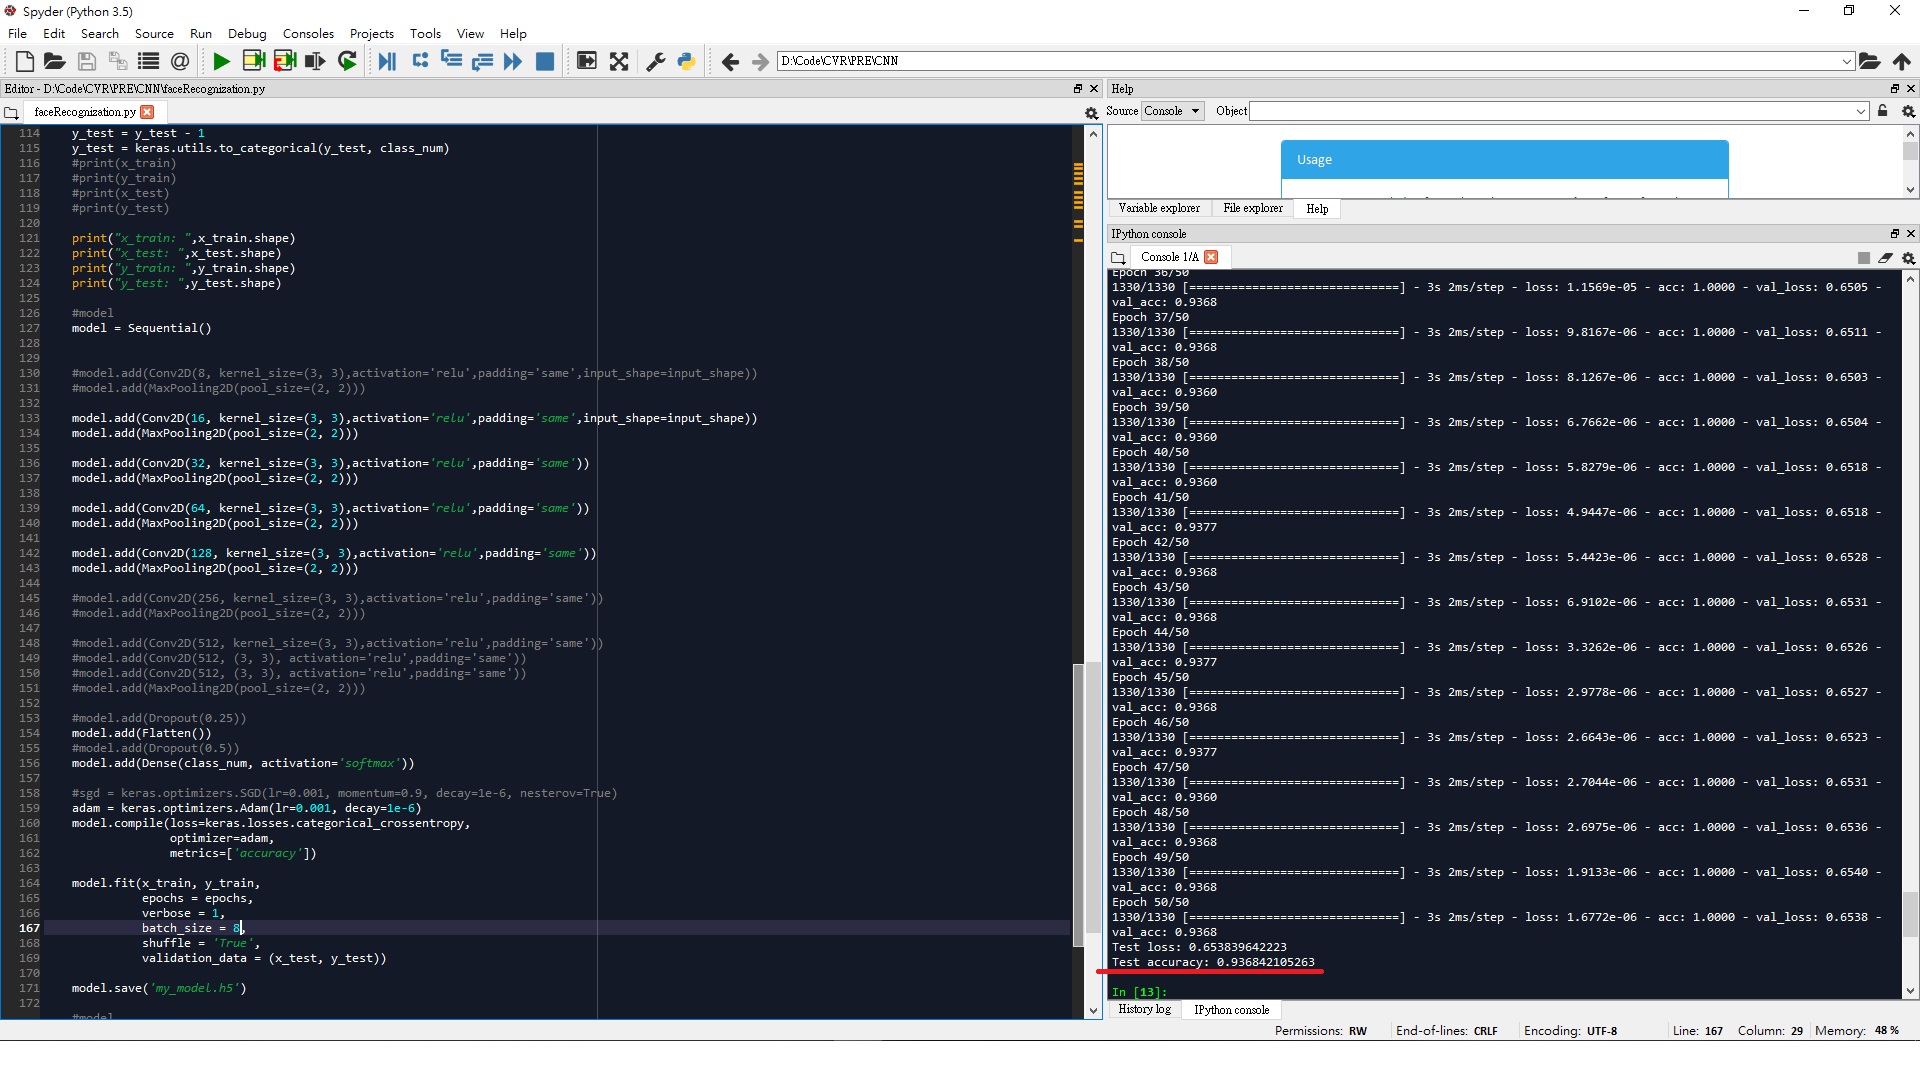 Spyder (Python 3.5)
File Edit Search Source Run Debug Consoles Projects Tools View Help
D:\Code\CVR\PRE\CNN
Editor - D:\Code\CVR\PRE\CNN\faceRecognization.py
faceRecognization.py
114 y_test = y_test - 1
115 y_test = keras.utils.to_categorical(y_test, class_num)
116 #print(x_train)
117 #print(y_train)
118 #print(x_test)
119 #print(y_test)
120
121 print("x_train: ",x_train.shape)
122 print("x_test: ",x_test.shape)
123 print("y_train: ",y_train.shape)
124 print("y_test: ",y_test.shape)
125
126 #model
127 model = Sequential()
128
129
130 #model.add(Conv2D(8, kernel_size=(3, 3),activation='relu',padding='same',input_shape=input_shape))
131 #model.add(MaxPooling2D(pool_size=(2, 2)))
132
133 model.add(Conv2D(16, kernel_size=(3, 3),activation='relu',padding='same',input_shape=input_shape))
134 model.add(MaxPooling2D(pool_size=(2, 2)))
135
136 model.add(Conv2D(32, kernel_size=(3, 3),activation='relu',padding='same'))
137 model.add(MaxPooling2D(pool_size=(2, 2)))
138
139 model.add(Conv2D(64, kernel_size=(3, 3),activation='relu',padding='same'))
140 model.add(MaxPooling2D(pool_size=(2, 2)))
141
142 model.add(Conv2D(128, kernel_size=(3, 3),activation='relu',padding='same'))
143 model.add(MaxPooling2D(pool_size=(2, 2)))
144
145 #model.add(Conv2D(256, kernel_size=(3, 3),activation='relu',padding='same'))
146 #model.add(MaxPooling2D(pool_size=(2, 2)))
147
148 #model.add(Conv2D(512, kernel_size=(3, 3),activation='relu',padding='same'))
149 #model.add(Conv2D(512, (3, 3), activation='relu',padding='same'))
150 #model.add(Conv2D(512, (3, 3), activation='relu',padding='same'))
151 #model.add(MaxPooling2D(pool_size=(2, 2)))
152
153 #model.add(Dropout(0.25))
154 model.add(Flatten())
155 #model.add(Dropout(0.5))
156 model.add(Dense(class_num, activation='softmax'))
157
158 #sgd = keras.optimizers.SGD(lr=0.001, momentum=0.9, decay=1e-6, nesterov=True)
159 adam = keras.optimizers.Adam(lr=0.001, decay=1e-6)
160 model.compile(loss=keras.losses.categorical_crossentropy,
161 optimizer=adam,
162 metrics=['accuracy'])
163
164 model.fit(x_train, y_train,
165 epochs = epochs,
166 verbose = 1,
167 batch_size = 8,
168 shuffle = 'True',
169 validation_data = (x_test, y_test))
170
171 model.save('my_model.h5')
172
#model
Help
Source Console Object
Usage
Variable explorer File explorer Help
IPython console
Console 1/A
Epoch 36/50
1330/1330 [==============================] - 3s 2ms/step - loss: 1.1569e-05 - acc: 1.0000 - val_loss: 0.6505 -
val_acc: 0.9368
Epoch 37/50
1330/1330 [==============================] - 3s 2ms/step - loss: 9.8167e-06 - acc: 1.0000 - val_loss: 0.6511 -
val_acc: 0.9368
Epoch 38/50
1330/1330 [==============================] - 3s 2ms/step - loss: 8.1267e-06 - acc: 1.0000 - val_loss: 0.6503 -
val_acc: 0.9360
Epoch 39/50
1330/1330 [==============================] - 3s 2ms/step - loss: 6.7662e-06 - acc: 1.0000 - val_loss: 0.6504 -
val_acc: 0.9360
Epoch 40/50
1330/1330 [==============================] - 3s 2ms/step - loss: 5.8279e-06 - acc: 1.0000 - val_loss: 0.6518 -
val_acc: 0.9360
Epoch 41/50
1330/1330 [==============================] - 3s 2ms/step - loss: 4.9447e-06 - acc: 1.0000 - val_loss: 0.6518 -
val_acc: 0.9377
Epoch 42/50
1330/1330 [==============================] - 3s 2ms/step - loss: 5.4423e-06 - acc: 1.0000 - val_loss: 0.6528 -
val_acc: 0.9368
Epoch 43/50
1330/1330 [==============================] - 3s 2ms/step - loss: 6.9102e-06 - acc: 1.0000 - val_loss: 0.6531 -
val_acc: 0.9368
Epoch 44/50
1330/1330 [==============================] - 3s 2ms/step - loss: 3.3262e-06 - acc: 1.0000 - val_loss: 0.6526 -
val_acc: 0.9377
Epoch 45/50
1330/1330 [==============================] - 3s 2ms/step - loss: 2.9778e-06 - acc: 1.0000 - val_loss: 0.6527 -
val_acc: 0.9368
Epoch 46/50
1330/1330 [==============================] - 3s 2ms/step - loss: 2.6643e-06 - acc: 1.0000 - val_loss: 0.6523 -
val_acc: 0.9377
Epoch 47/50
1330/1330 [==============================] - 3s 2ms/step - loss: 2.7044e-06 - acc: 1.0000 - val_loss: 0.6531 -
val_acc: 0.9360
Epoch 48/50
1330/1330 [==============================] - 3s 2ms/step - loss: 2.6975e-06 - acc: 1.0000 - val_loss: 0.6536 -
val_acc: 0.9368
Epoch 49/50
1330/1330 [==============================] - 3s 2ms/step - loss: 1.9133e-06 - acc: 1.0000 - val_loss: 0.6540 -
val_acc: 0.9368
Epoch 50/50
1330/1330 [==============================] - 3s 2ms/step - loss: 1.6772e-06 - acc: 1.0000 - val_loss: 0.6538 -
val_acc: 0.9368
Test loss: 0.653839642223
Test accuracy: 0.936842105263
In [13]:
History log IPython console
Permissions: RW End-of-lines: CRLF Encoding: UTF-8 Line: 167 Column: 29 Memory: 48 %